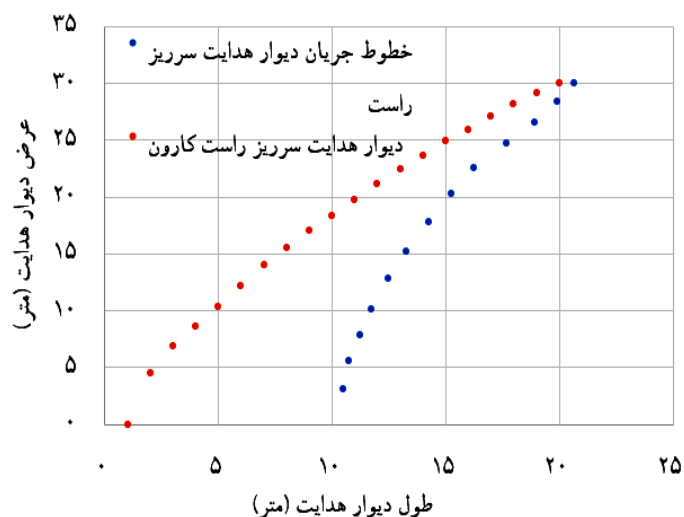 ۳۵
۳۰
۲۵
۲۰
۱۵
۱۰
۵
۰
عرض دیوار هدایت (متر)
خطوط جریان دیوار هدایت سرریز
راست
دیوار هدایت سرریز راست کارون
۰ ۵ ۱۰ ۱۵ ۲۰ ۲۵
طول دیوار هدایت (متر)